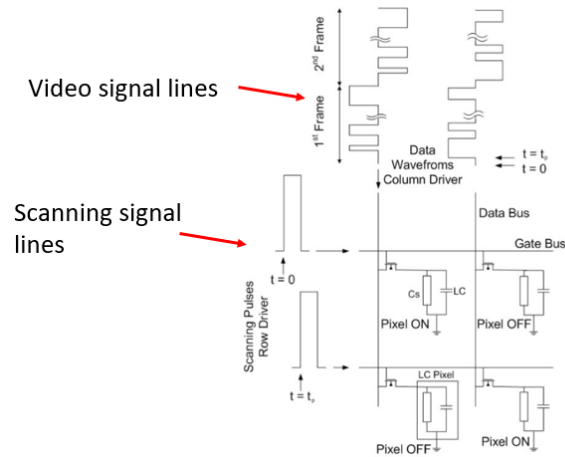 2nd Frame
1st Frame
Video signal lines
Data
Wavefroms
Column Driver
t = tₚ
t = 0
Scanning signal
lines
Data Bus
Gate Bus
t = 0
Cs
LC
Pixel ON
Pixel OFF
Scanning Pulses
Row Driver
t = tₚ
LC Pixel
Pixel OFF
Pixel ON